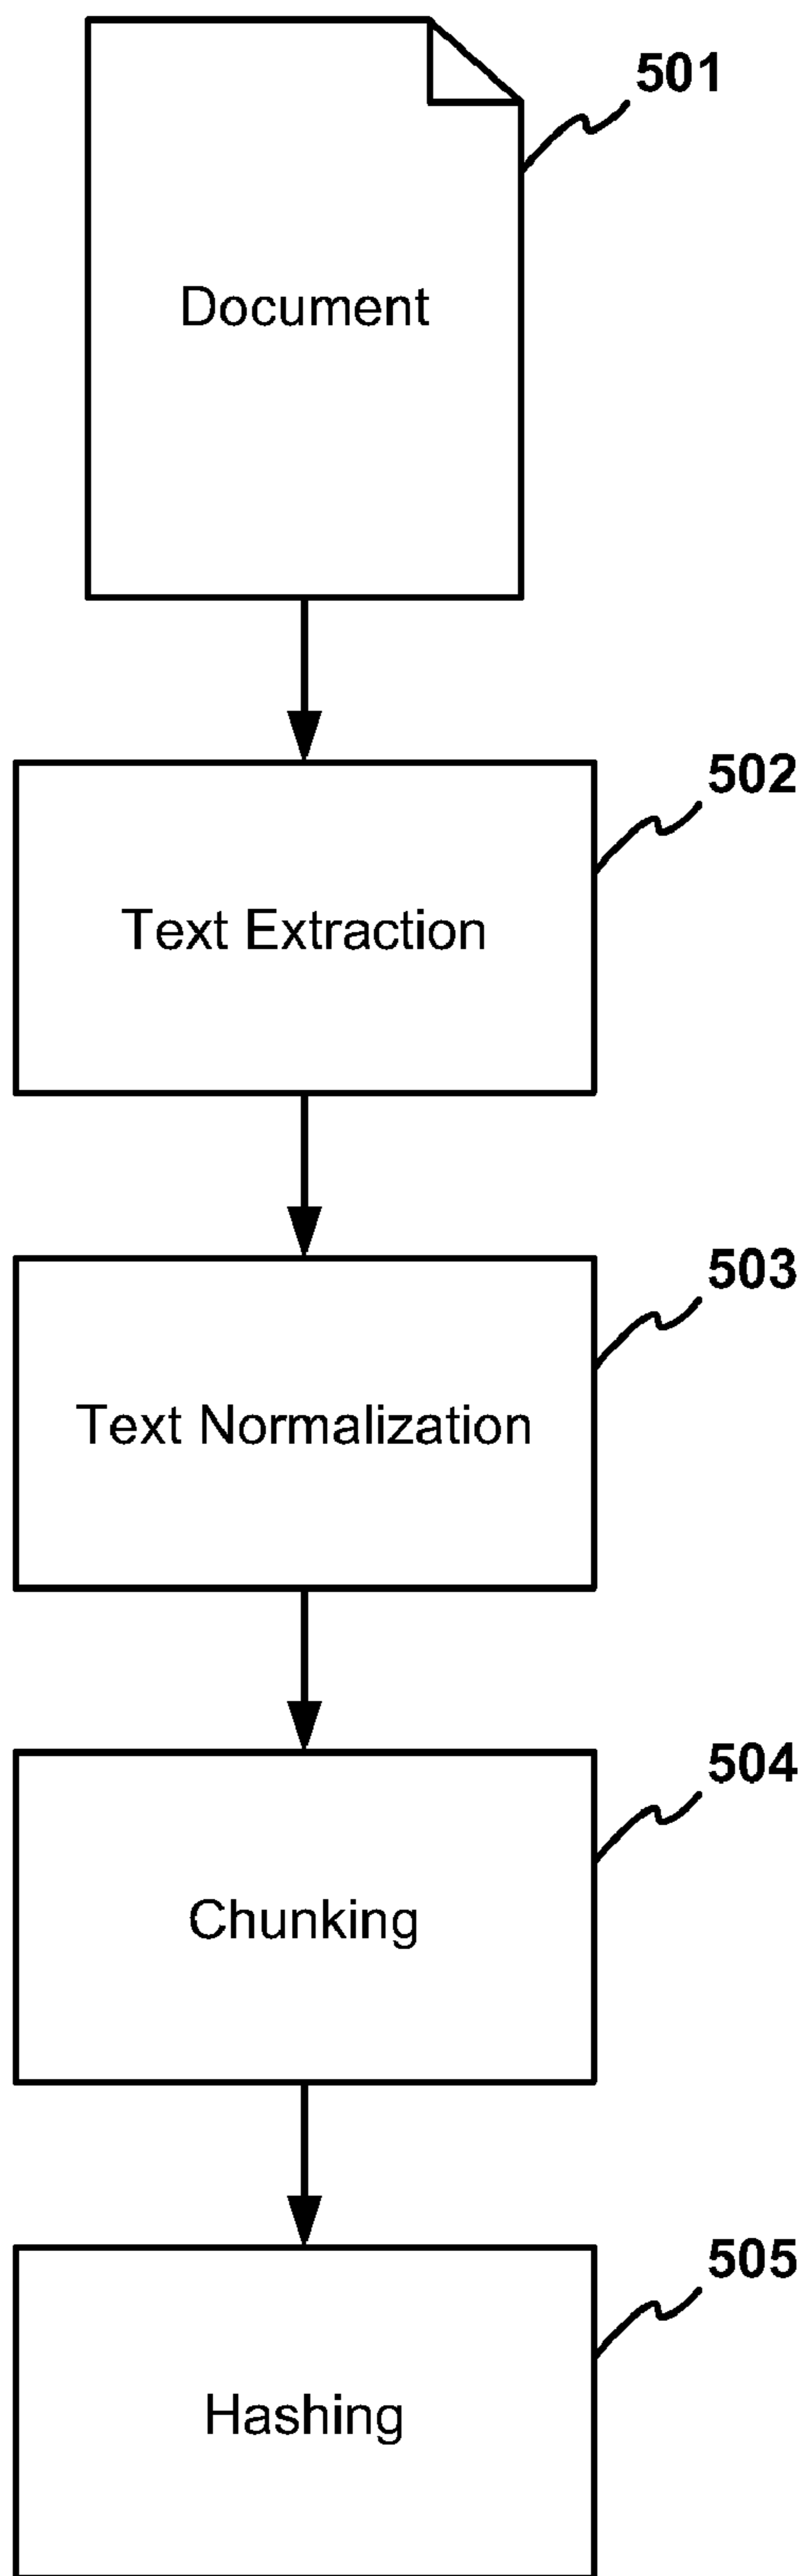 501
Document
502
Text Extraction
503
Text Normalization
504
Chunking
505
Hashing